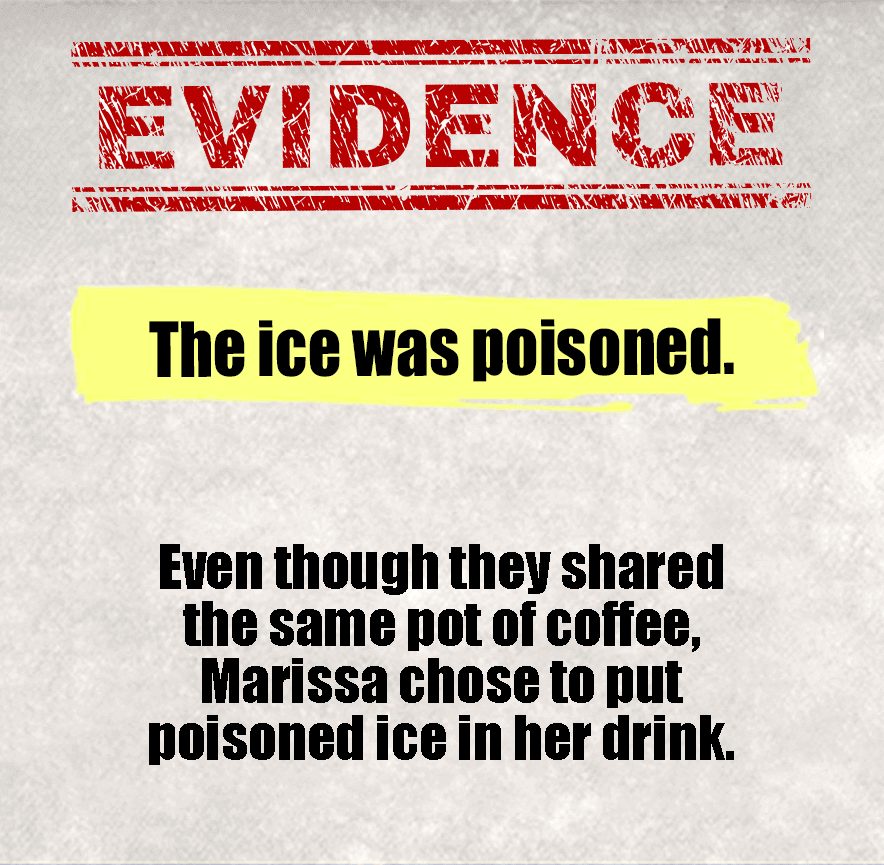 EVIDENCE
The ice was poisoned.
Even though they shared
the same pot of coffee,
Marissa chose to put
poisoned ice in her drink.